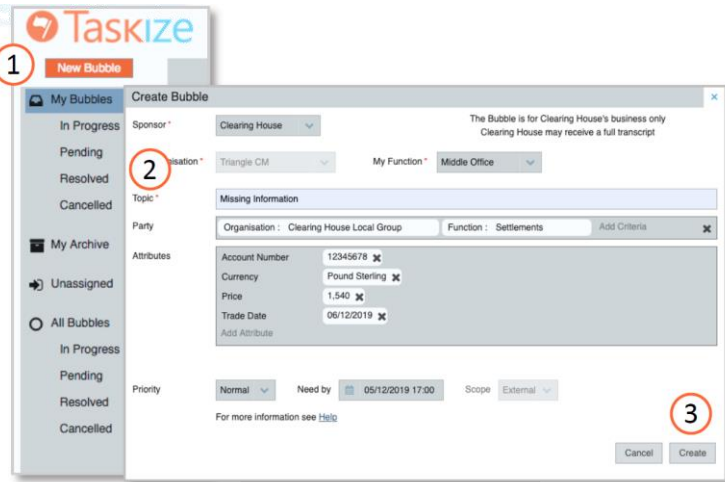 Taskize
1
New Bubble
My Bubbles
In Progress
Pending
Resolved
Cancelled
My Archive
Unassigned
All Bubbles
In Progress
Pending
Resolved
Cancelled
Create Bubble ×
Sponsor * Clearing House The Bubble is for Clearing House's business only
Clearing House may receive a full transcript
2
isation * Triangle CM My Function * Middle Office
Topic * Missing Information
Party Organisation : Clearing House Local Group Function : Settlements Add Criteria ✖
Attributes Account Number 12345678 ✖
Currency Pound Sterling ✖
Price 1,540 ✖
Trade Date 06/12/2019 ✖
Add Attribute
Priority Normal Need by 05/12/2019 17:00 Scope External
For more information see Help
3
Cancel Create